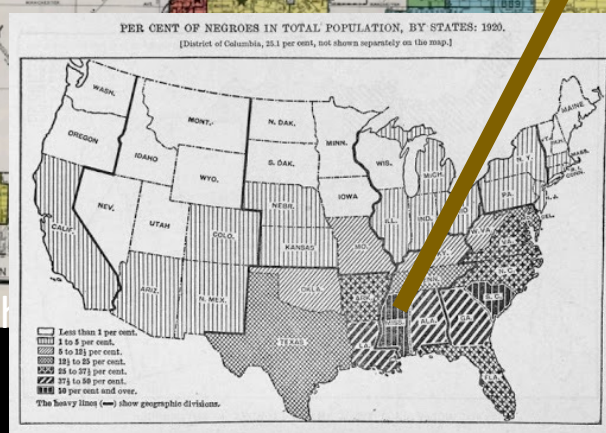 PER CENT OF NEGROES IN TOTAL POPULATION, BY STATES: 1920.
[District of Columbia, 25.1 per cent, not shown separately on the map.]
WASH.
OREGON
CALIF.
NEV.
IDAHO
MONT.
WYO.
UTAH
COLO.
ARIZ.
N. MEX.
N. DAK.
S. DAK.
NEBR.
KANSAS
OKLA.
TEXAS
MINN.
IOWA
MO.
ARK.
LA.
WIS.
ILL.
MICH.
IND.
MISS.
ALA.
GA.
FLA.
S. C.
N. C.
VA.
W. VA.
PA.
N. Y.
MAINE
MASS.
N. J.
DEL.
Less than 1 per cent.
1 to 5 per cent.
5 to 12½ per cent.
12½ to 25 per cent.
25 to 37½ per cent.
37½ to 50 per cent.
50 per cent and over.
The heavy lines (—) show geographic divisions.